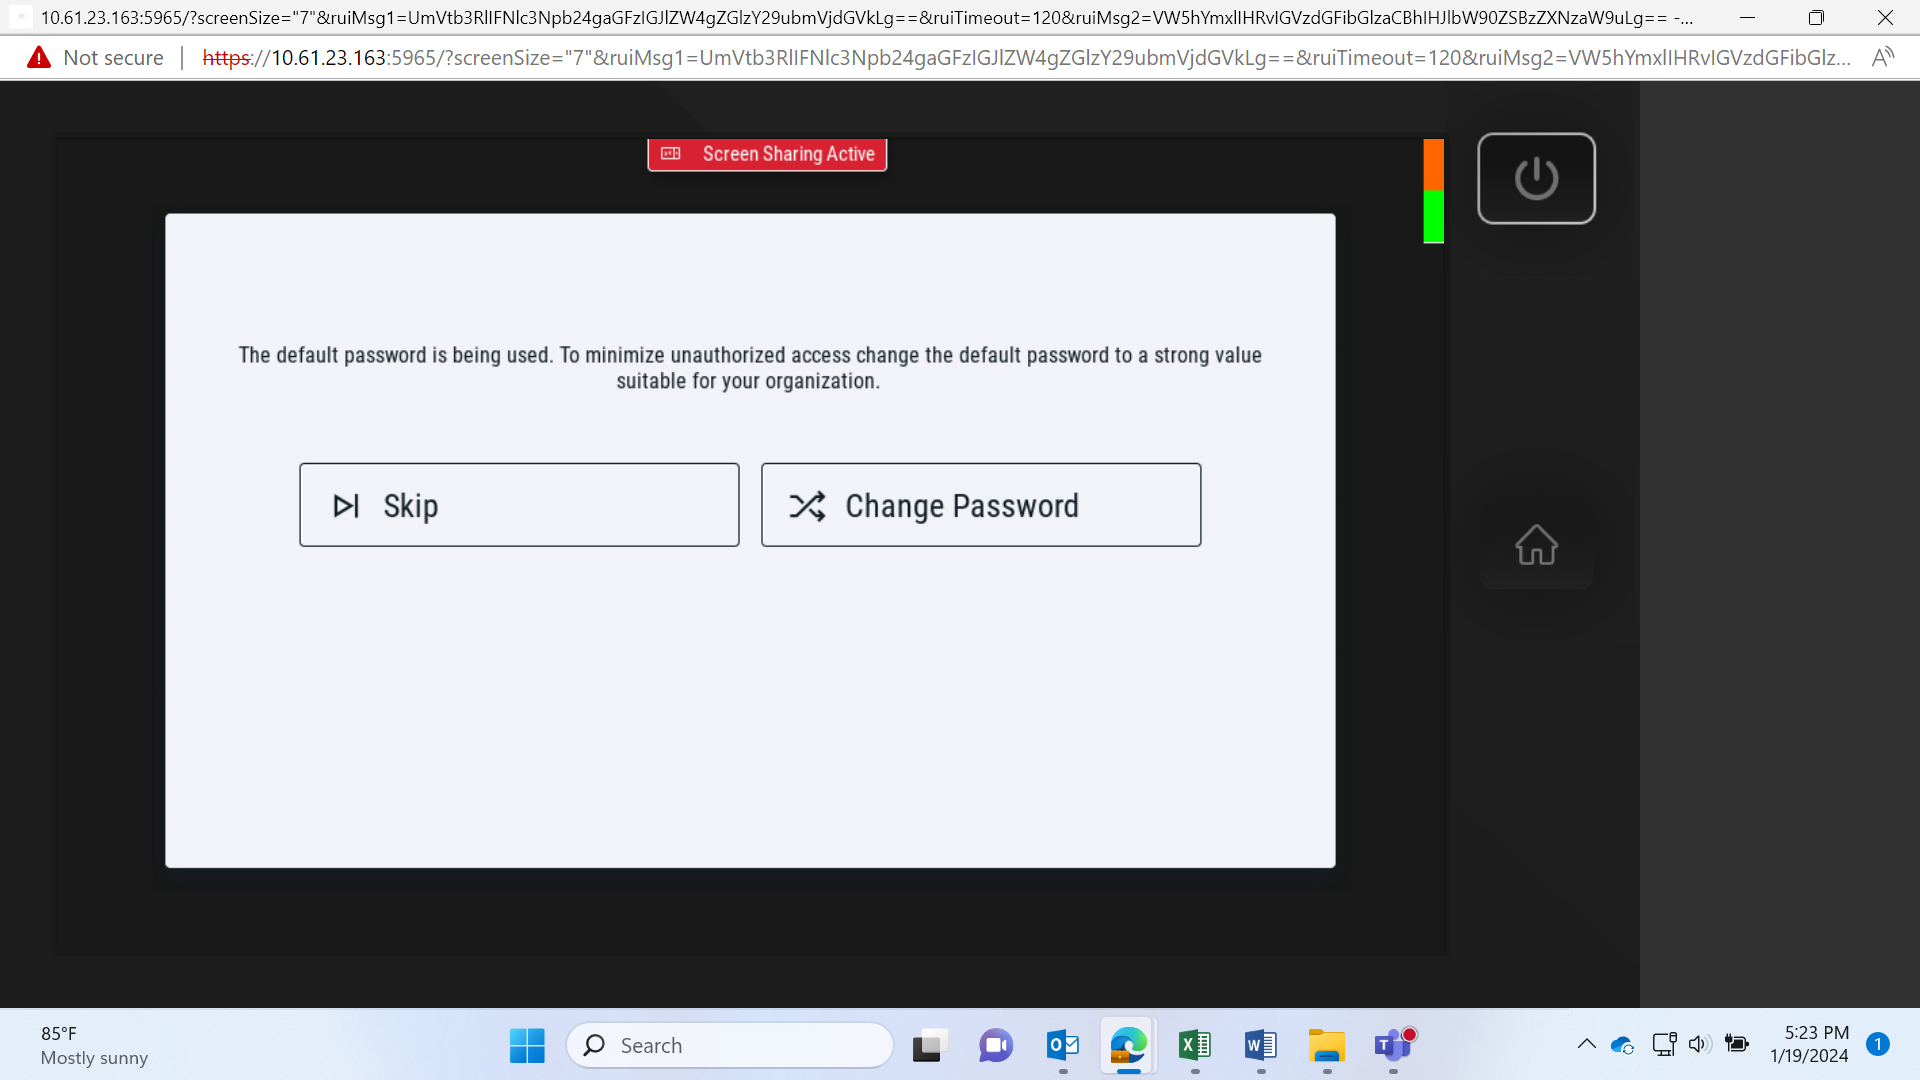 10.61.23.163:5965/?screenSize="7"&ruiMsg1=UmVtb3RlIFNlc3Npb24gaGFzIGJlZW4gZGlzY29ubmVjdGVkLg==&ruiTimeout=120&ruiMsg2=VW5hYmxlIHRvIGVzdGFibGlzaCBhIHJlbW90ZSBzZXNzaW9uLg== -...
Not secure | https://10.61.23.163:5965/?screenSize="7"&ruiMsg1=UmVtb3RlIFNlc3Npb24gaGFzIGJlZW4gZGlzY29ubmVjdGVkLg==&ruiTimeout=120&ruiMsg2=VW5hYmxlIHRvIGVzdGFibGlz...
Screen Sharing Active
The default password is being used. To minimize unauthorized access change the default password to a strong value
suitable for your organization.
Skip Change Password
85°F
Mostly sunny
Search
5:23 PM
1/19/2024
1